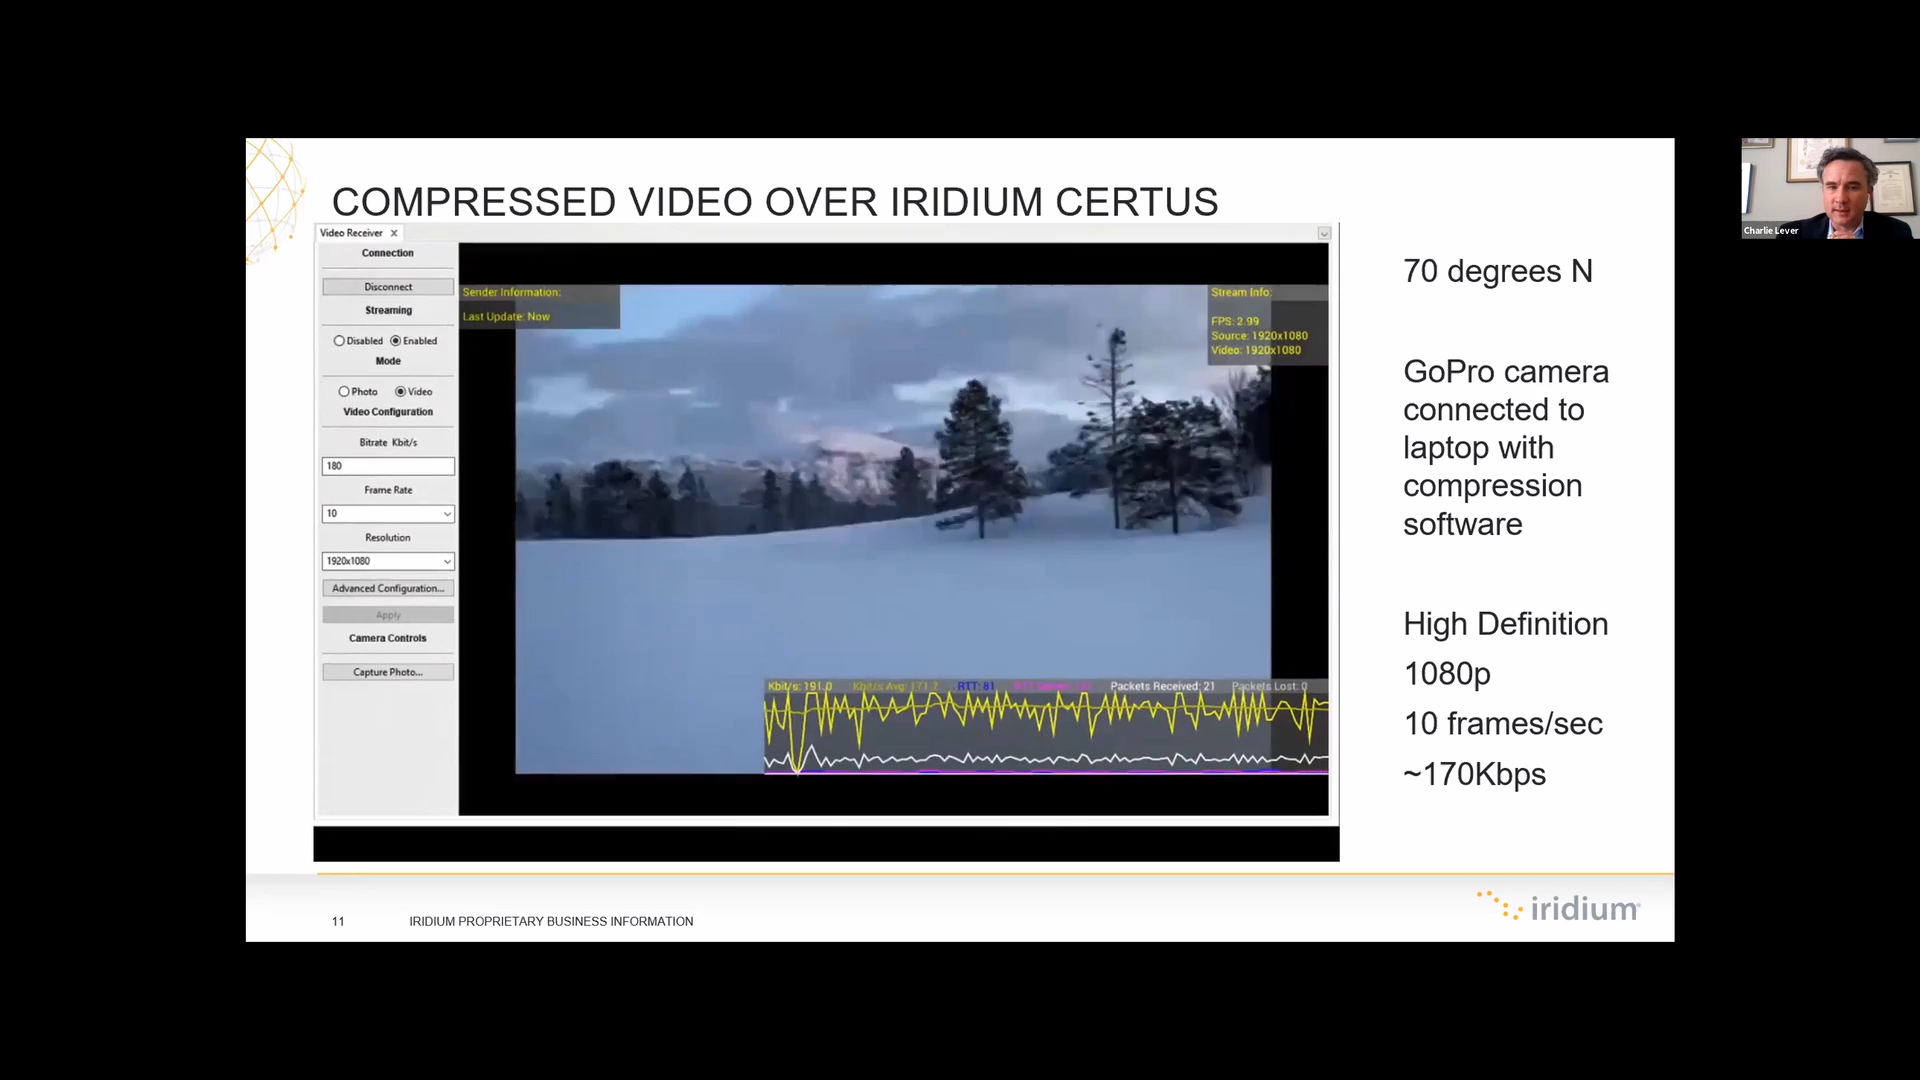 COMPRESSED VIDEO OVER IRIDIUM CERTUS
Video Receiver X
Connection
Disconnect
Streaming
Disabled Enabled
Mode
Photo Video
Video Configuration
Bitrate Kbit/s
180
Frame Rate
10
Resolution
1920x1080
Advanced Configuration...
Apply
Camera Controls
Capture Photo...
Sender Information:
Last Update: Now
Stream Info:
FPS: 2.99
Source: 1920x1080
Video: 1920x1080
Kbit/s: 191.0 Kbit/s Avg: 171.7 RTT: 81 Packets Received: 21 Packets Lost: 0
70 degrees N
GoPro camera
connected to
laptop with
compression
software
High Definition
1080p
10 frames/sec
~170Kbps
Charlie Lever
11 IRIDIUM PROPRIETARY BUSINESS INFORMATION
iridium